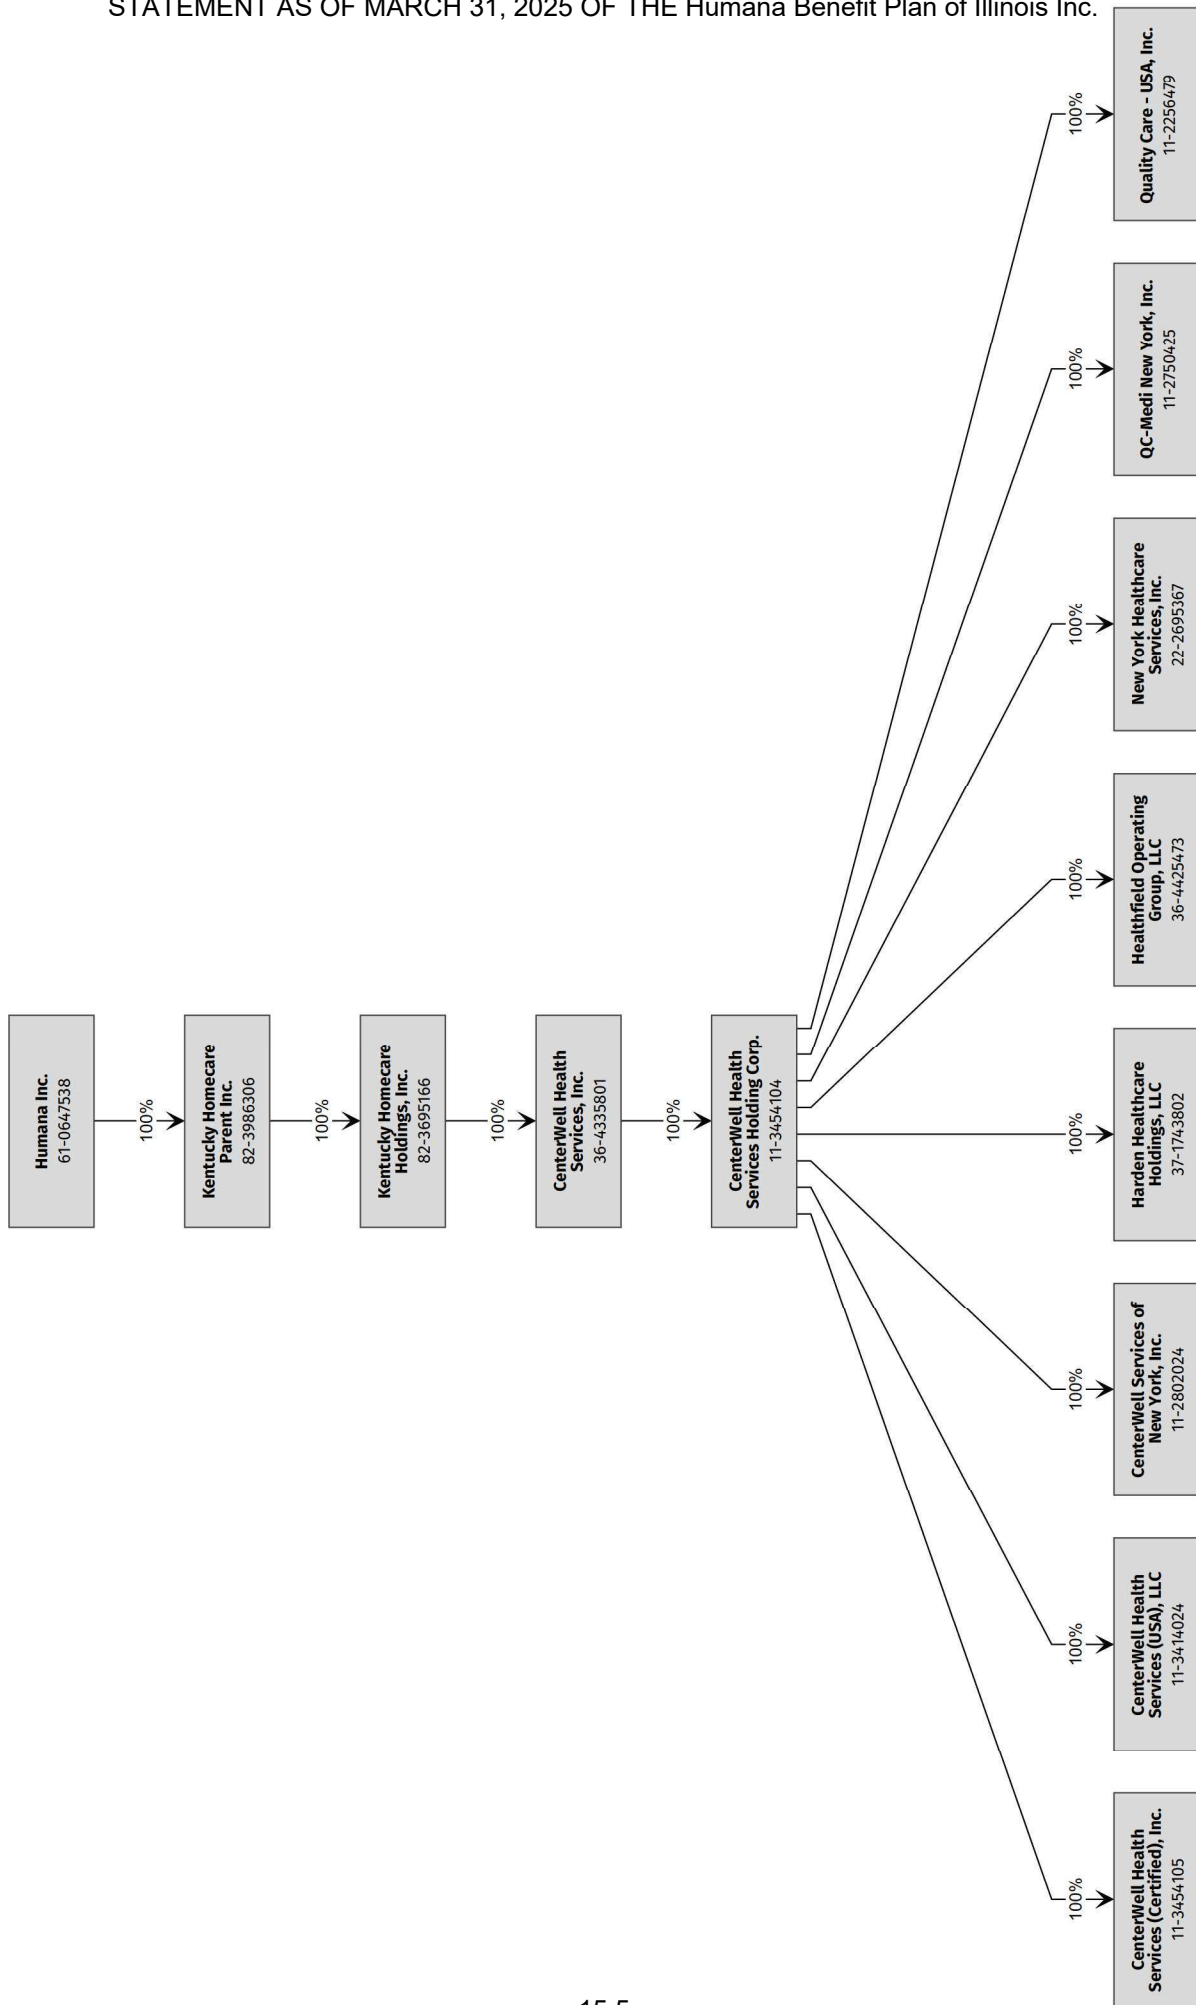 STATEMENT AS OF MARCH 31, 2025 OF THE Humana Benefit Plan of Illinois Inc.
Humana Inc.
61-0647538
100%
Kentucky Homecare
Parent Inc.
82-3986306
100%
Kentucky Homecare
Holdings, Inc.
82-3695166
100%
CenterWell Health
Services, Inc.
36-4335801
100%
CenterWell Health
Services Holding Corp.
11-3454104
100%
CenterWell Health
Services (Certified), Inc.
11-3454105
100%
CenterWell Health
Services (USA), LLC
11-3414024
100%
CenterWell Services of
New York, Inc.
11-2802024
100%
Harden Healthcare
Holdings, LLC
37-1743802
100%
Healthfield Operating
Group, LLC
36-4425473
100%
New York Healthcare
Services, Inc.
22-2695367
100%
QC-Medi New York, Inc.
11-2750425
100%
Quality Care - USA, Inc.
11-2256479
15.5